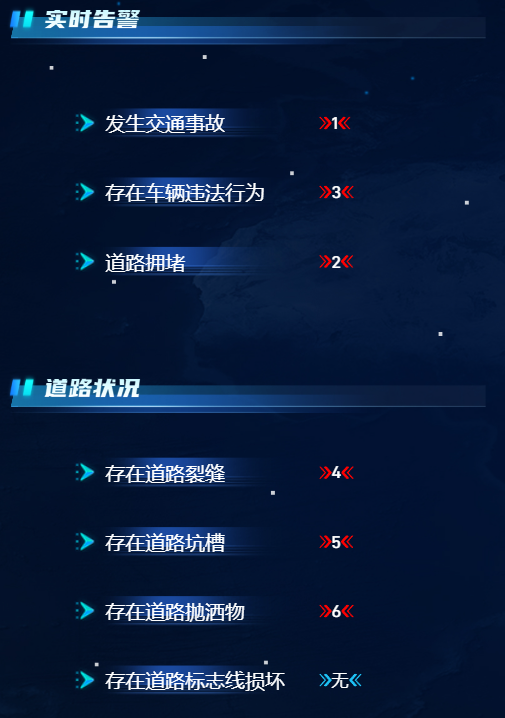 实时告警
发生交通事故 1
存在车辆违法行为 3
道路拥堵 2
道路状况
存在道路裂缝 4
存在道路坑槽 5
存在道路抛洒物 6
存在道路标志线损坏 无